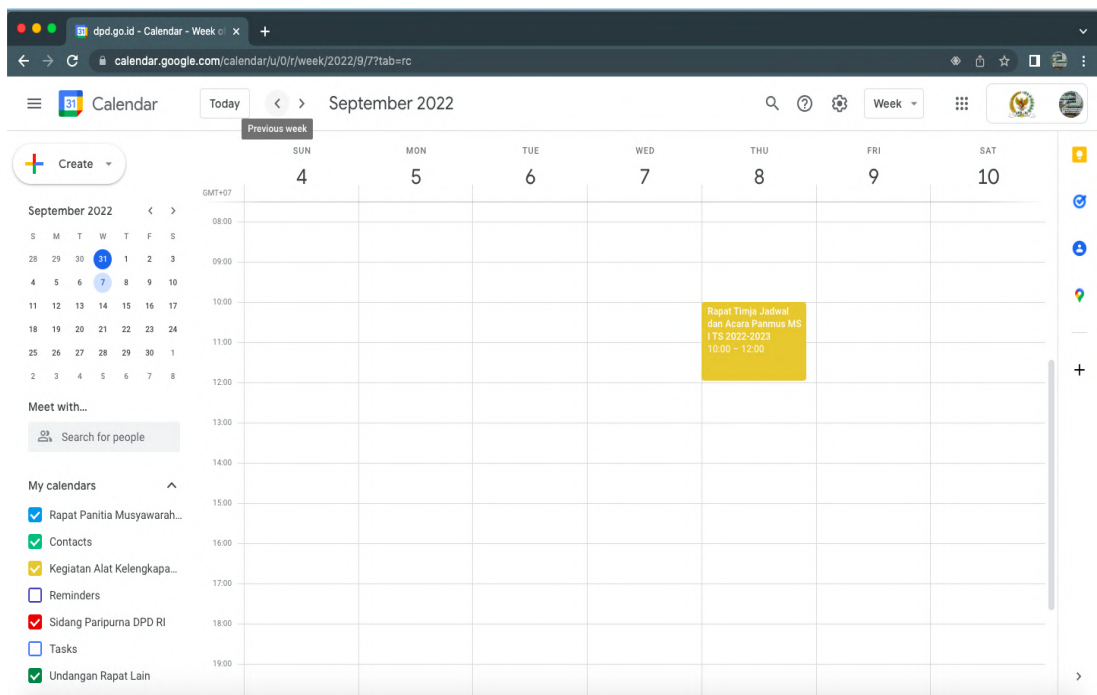 dpd.go.id - Calendar - Week of
calendar.google.com/calendar/u/0/r/week/2022/9/7?tab=rc
31
Calendar
Today
September 2022
Week
Previous week
Create
September 2022
S M T W T F S
28 29 30 31 1 2 3
4 5 6 7 8 9 10
11 12 13 14 15 16 17
18 19 20 21 22 23 24
25 26 27 28 29 30 1
2 3 4 5 6 7 8
Meet with...
Search for people
My calendars
Rapat Panitia Musyawarah...
Contacts
Kegiatan Alat Kelengkapa...
Reminders
Sidang Paripurna DPD RI
Tasks
Undangan Rapat Lain
SUN MON TUE WED THU FRI SAT
4 5 6 7 8 9 10
GMT+07
08:00
09:00
10:00
11:00
12:00
13:00
14:00
15:00
16:00
17:00
18:00
19:00
Rapat Timja Jadwal
dan Acara Panmus MS
I TS 2022-2023
10:00 – 12:00